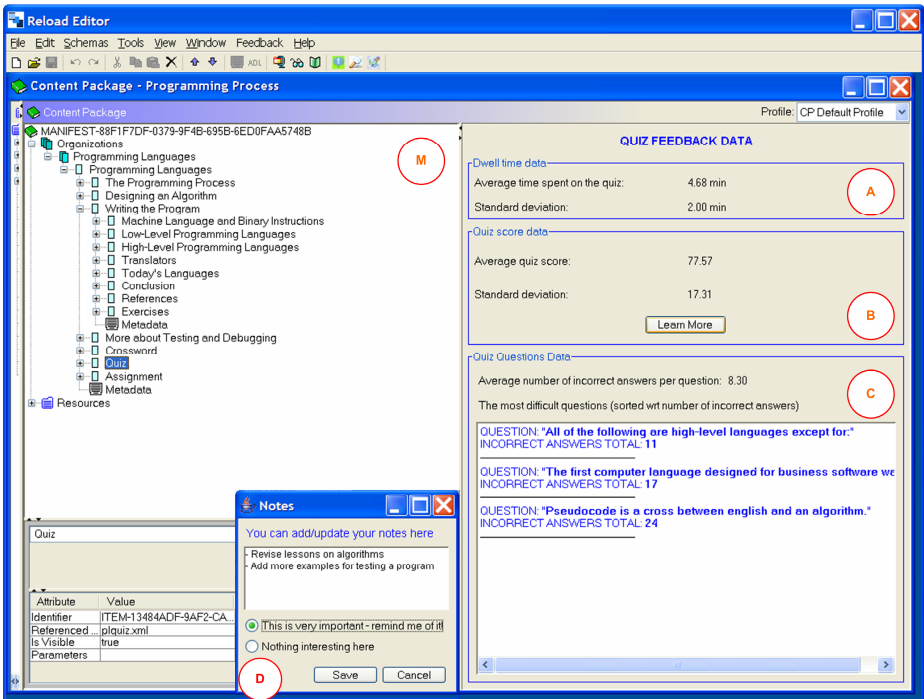 Reload Editor
File Edit Schemas Tools View Window Feedback Help
ADL
Content Package - Programming Process
Content Package
Profile: CP Default Profile
MANIFEST-88F1F7DF-0379-9F4B-695B-6ED0FAA5748B
Organizations
Programming Languages
Programming Languages
The Programming Process
Designing an Algorithm
Writing the Program
Machine Language and Binary Instructions
Low-Level Programming Languages
High-Level Programming Languages
Translators
Today's Languages
Conclusion
References
Exercises
Metadata
More about Testing and Debugging
Crossword
Quiz
Assignment
Metadata
Resources
M
QUIZ FEEDBACK DATA
Dwell time data
Average time spent on the quiz: 4.68 min
Standard deviation: 2.00 min
A
Quiz score data
Average quiz score: 77.57
Standard deviation: 17.31
Learn More
B
Quiz Questions Data
Average number of incorrect answers per question: 8.30
The most difficult questions (sorted wrt number of incorrect answers)
C
QUESTION: "All of the following are high-level languages except for:"
INCORRECT ANSWERS TOTAL: 11
QUESTION: "The first computer language designed for business software we
INCORRECT ANSWERS TOTAL: 17
QUESTION: "Pseudocode is a cross between english and an algorithm."
INCORRECT ANSWERS TOTAL: 24
Quiz
Attribute Value
Identifier ITEM-13484ADF-9AF2-CA...
Referenced ... plquiz.xml
Is Visible true
Parameters
Notes
You can add/update your notes here
- Revise lessons on algorithms
- Add more examples for testing a program
This is very important - remind me of it!
Nothing interesting here
Save Cancel
D